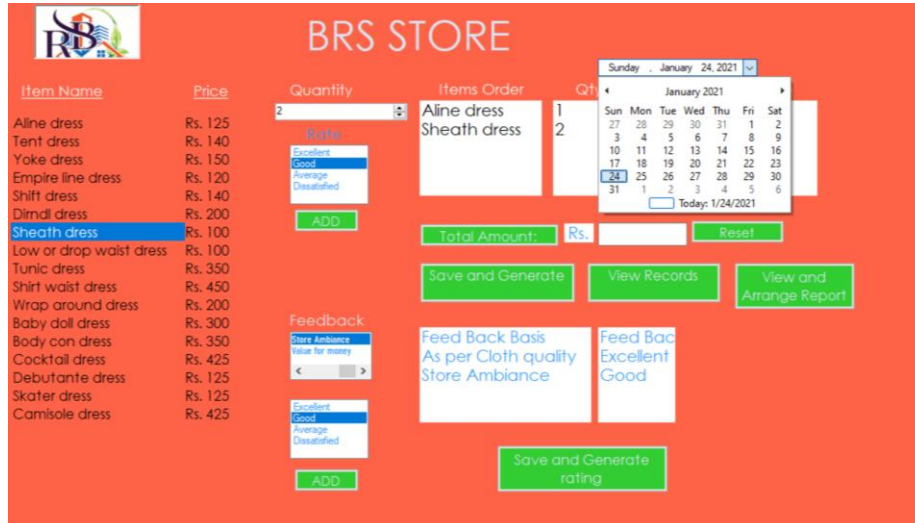 RB
BRS STORE
Sunday , January 24, 2021
Item Name Price
Aline dress Rs. 125
Tent dress Rs. 140
Yoke dress Rs. 150
Empire line dress Rs. 120
Shift dress Rs. 140
Dirndl dress Rs. 200
Sheath dress Rs. 100
Low or drop waist dress Rs. 100
Tunic dress Rs. 350
Shirt waist dress Rs. 450
Wrap around dress Rs. 200
Baby doll dress Rs. 300
Body con dress Rs. 350
Cocktail dress Rs. 425
Debutante dress Rs. 125
Skater dress Rs. 125
Camisole dress Rs. 425
Quantity
2
Rate
Excellent
Good
Average
Dissatisfied
ADD
Items Order Qt
Aline dress 1
Sheath dress 2
January 2021
Sun Mon Tue Wed Thu Fri Sat
27 28 29 30 31 1 2
3 4 5 6 7 8 9
10 11 12 13 14 15 16
17 18 19 20 21 22 23
24 25 26 27 28 29 30
31 1 2 3 4 5 6
Today: 1/24/2021
Total Amount: Rs. Reset
Save and Generate
View Records
View and
Arrange Report
Feedback
Store Ambiance
Value for money
Excellent
Good
Average
Dissatisfied
ADD
Feed Back Basis Feed Bac
As per Cloth quality Excellent
Store Ambiance Good
Save and Generate
rating